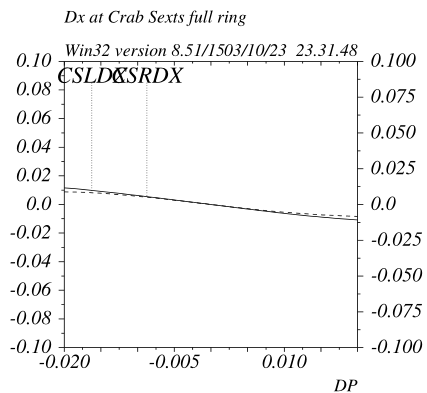 Dx at Crab Sexts full ring
Win32 version 8.51/1503/10/23 23.31.48
0.10 0.100
CSLDX CSRDX
0.08 0.075
0.06 0.050
0.04
0.02 0.025
0.0 0.0
-0.02 -0.025
-0.04 -0.050
-0.06
-0.08 -0.075
-0.10 -0.100
-0.020 -0.005 0.010
DP